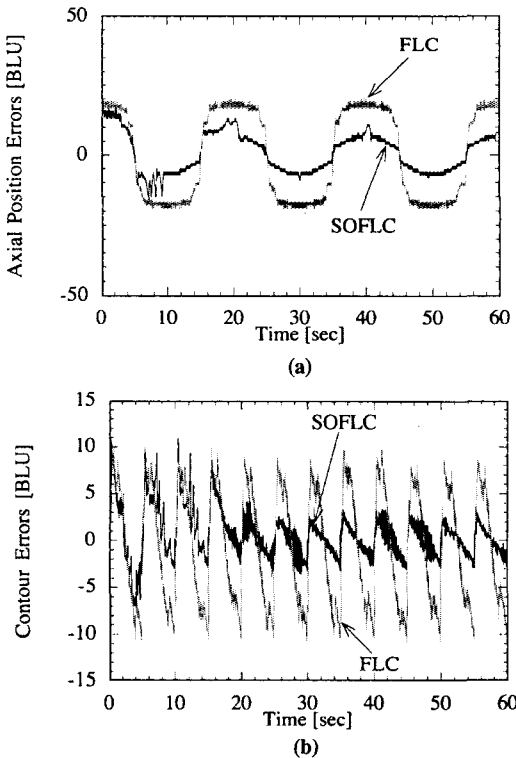 50
FLC
Axial Position Errors [BLU]
0
SOFLC
-50
0 10 20 30 40 50 60
Time [sec]
(a)
15
SOFLC
10
5
Contour Errors [BLU]
0
-5
-10
FLC
-15
0 10 20 30 40 50 60
Time [sec]
(b)